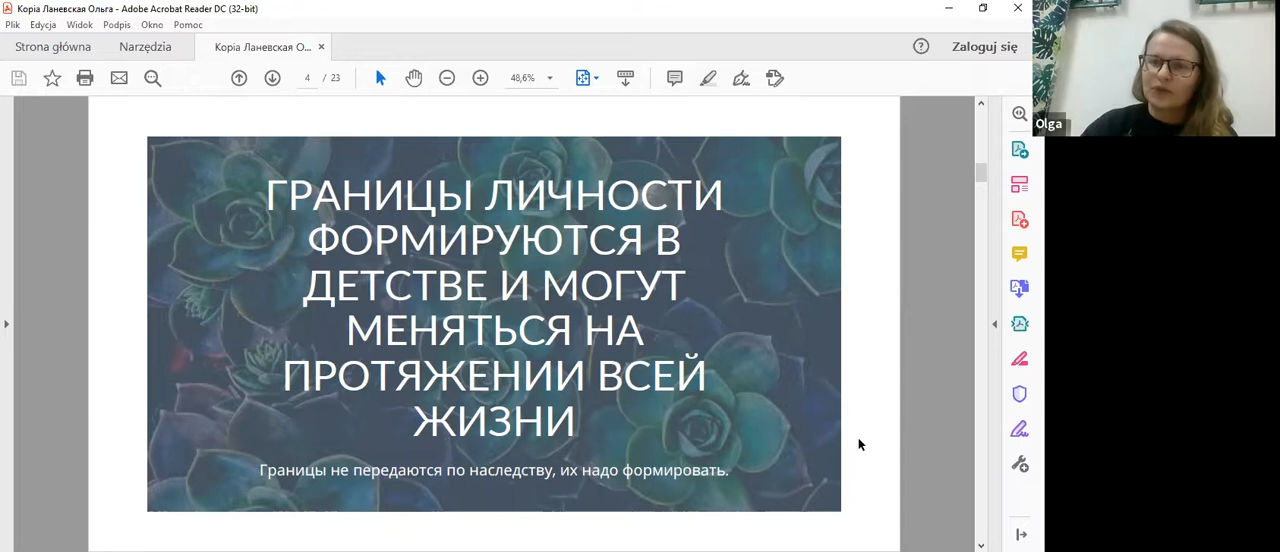 Kopia Ланевская Ольга - Adobe Acrobat Reader DC (32-bit)
Plik Edycja Widok Podpis Okno Pomoc
Strona główna Narzędzia Kopia Ланевская О... × Zaloguj się
4 / 23 48,6%
Olga
ГРАНИЦЫ ЛИЧНОСТИ
ФОРМИРУЮТСЯ В
ДЕТСТВЕ И МОГУТ
МЕНЯТЬСЯ НА
ПРОТЯЖЕНИИ ВСЕЙ
ЖИЗНИ
Границы не передаются по наследству, их надо формировать.